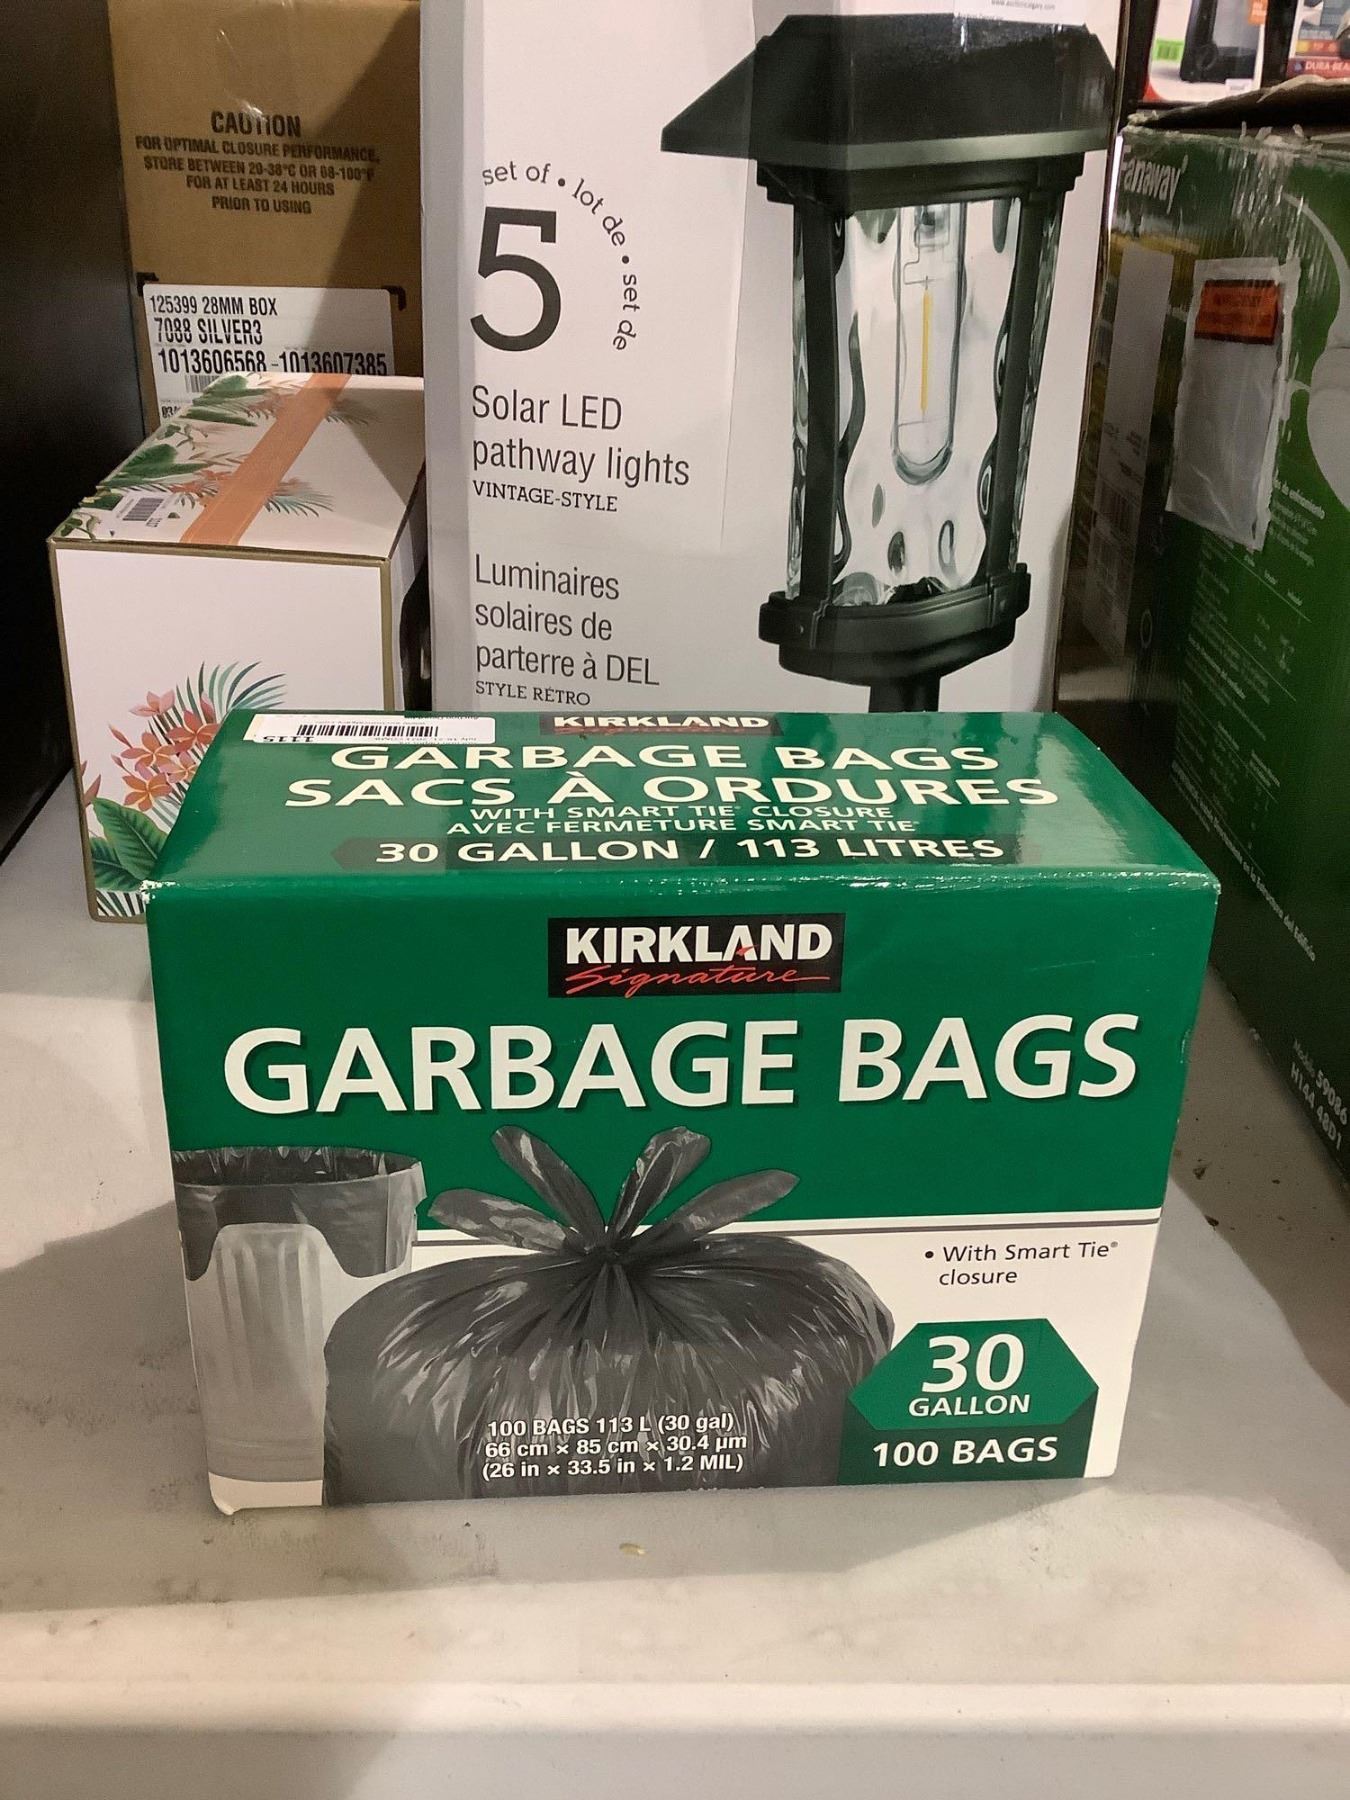 CAUTION
FOR OPTIMAL CLOSURE PERFORMANCE,
STORE BETWEEN 20-38°C OR 68-100°F
FOR AT LEAST 24 HOURS
PRIOR TO USING
125399 28MM BOX
7088 SILVER3
1013606568-1013607385
set of • lot de • set de
5
Solar LED
pathway lights
VINTAGE-STYLE
Luminaires
solaires de
parterre à DEL
STYLE RÉTRO
1115
KIRKLAND
GARBAGE BAGS
SACS À ORDURES
WITH SMART TIE CLOSURE
AVEC FERMETURE SMART TIE
30 GALLON / 113 LITRES
KIRKLAND
Signature
GARBAGE BAGS
• With Smart Tie®
closure
30
GALLON
100 BAGS
100 BAGS 113 L (30 gal)
66 cm × 85 cm × 30.4 µm
(26 in × 33.5 in × 1.2 MIL)
59086
H144 48D1